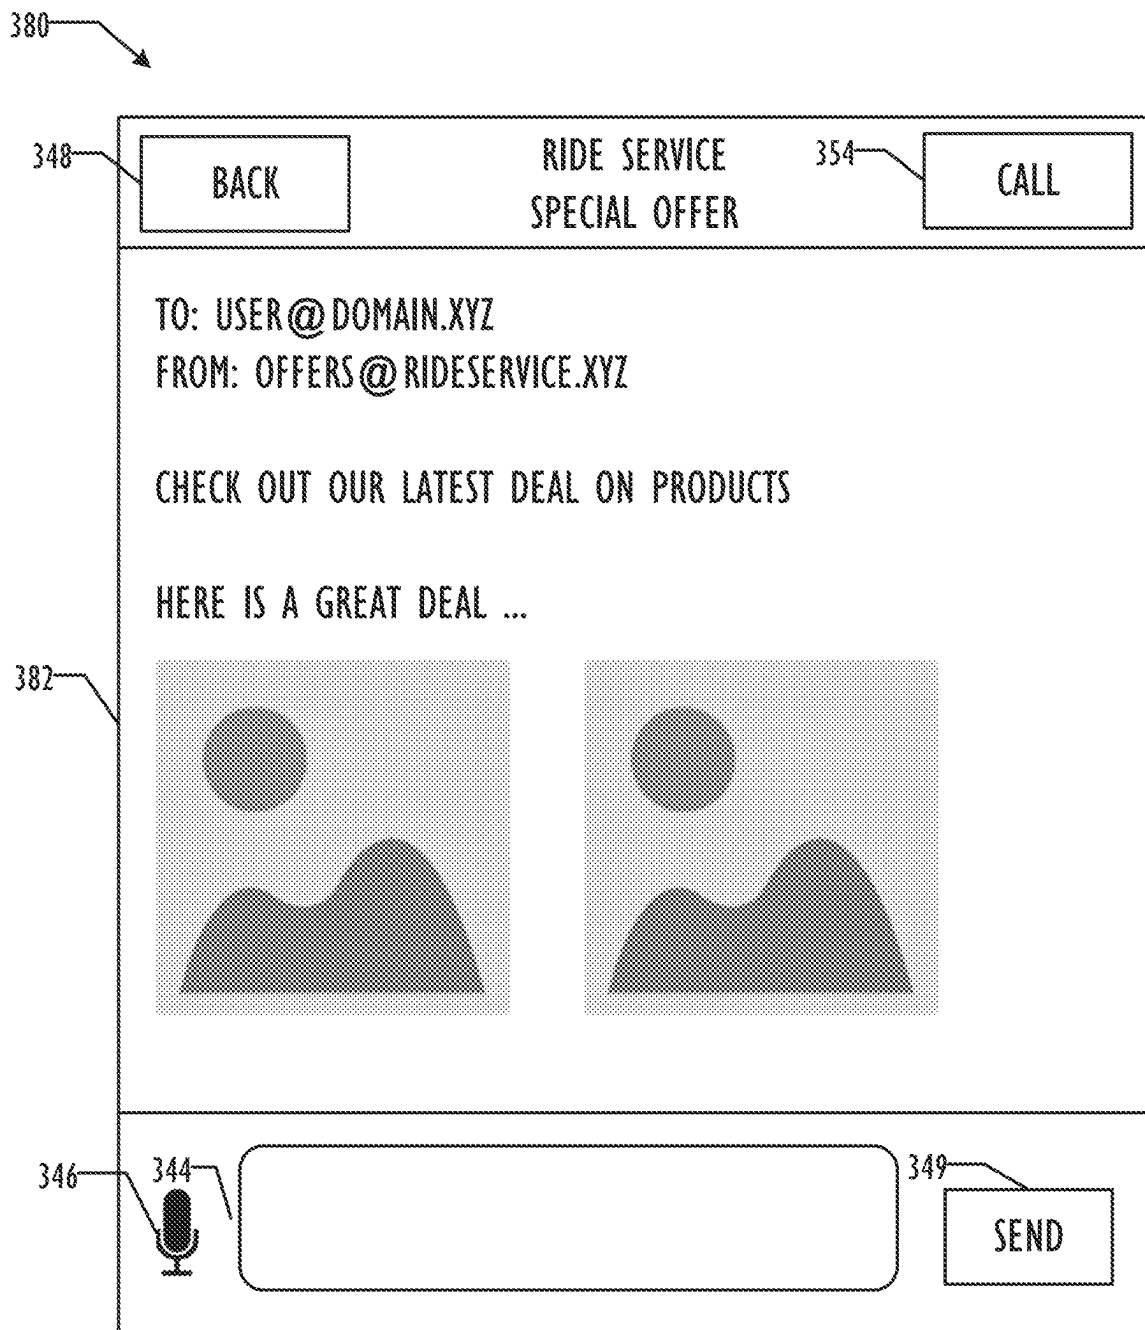 380
348
BACK
RIDE SERVICE
SPECIAL OFFER
354
CALL
TO: USER@DOMAIN.XYZ
FROM: OFFERS@RIDESERVICE.XYZ
CHECK OUT OUR LATEST DEAL ON PRODUCTS
HERE IS A GREAT DEAL ...
382
346
344
349
SEND